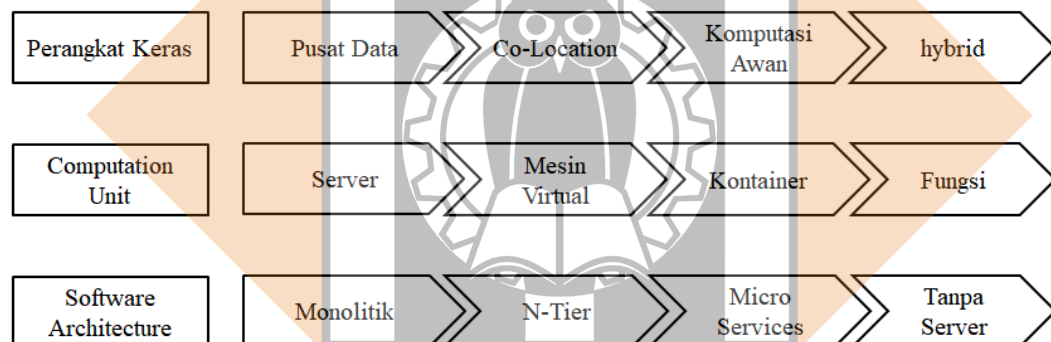 Perangkat Keras
Pusat Data
Co-Location
Komputasi
Awan
hybrid
Computation
Unit
Server
Mesin
Virtual
Kontainer
Fungsi
Software
Architecture
Monolitik
N-Tier
Micro
Services
Tanpa
Server